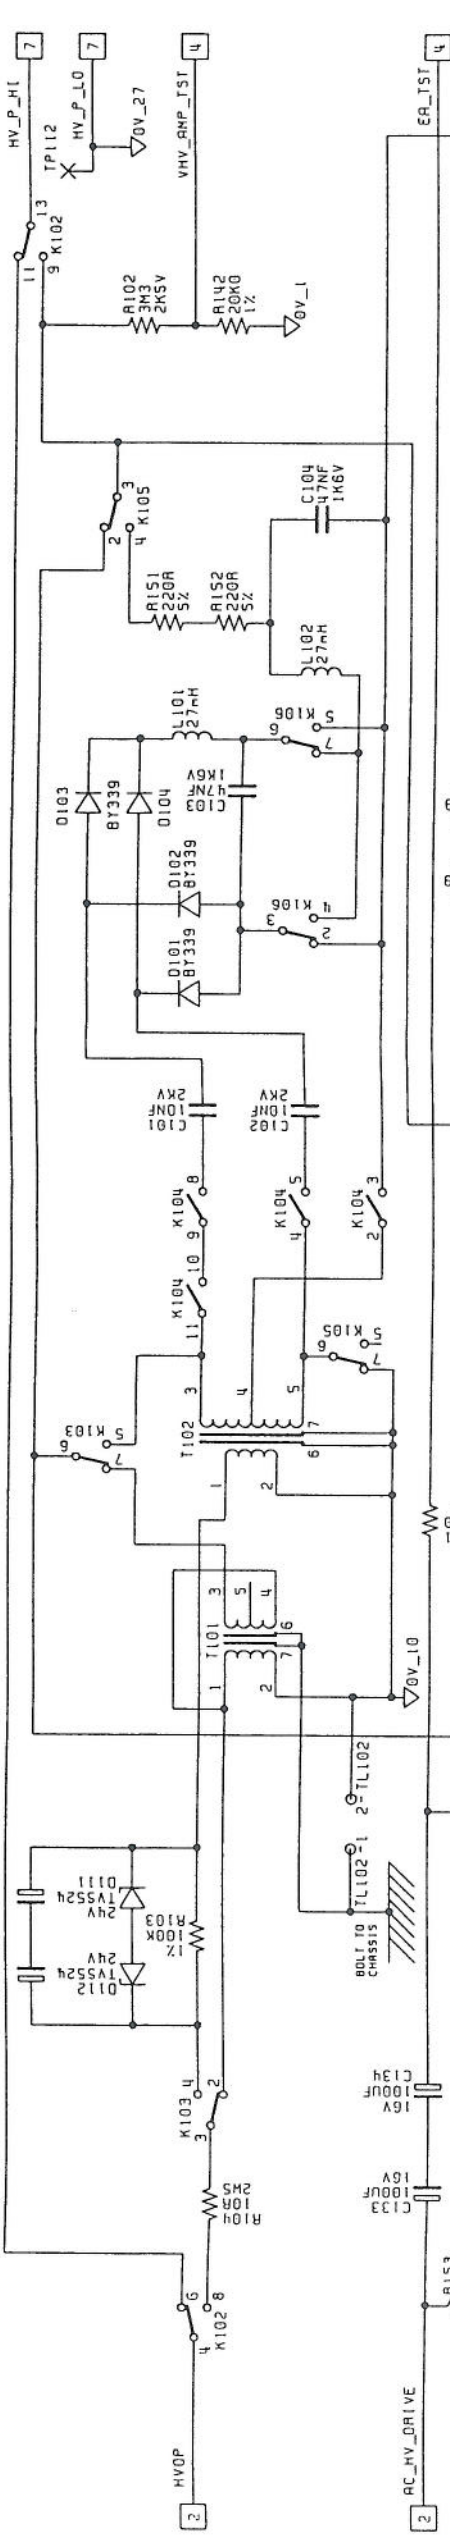 7
HV_P_HI
7
HV_P_LO
4
VHV_AMP_TST
4
EA_TST
TP112
0V_27
13
K102
11
9
R102
3M3
2K5V
R142
20K0
1%
0V_1
3
K105
2
4
R151
220R
5%
R152
220R
5%
C104
47NF
1K6V
L102
27mH
L101
27mH
C103
47NF
1K6V
6
K106
5
7
D103
BY339
D104
D102
BY339
D101
BY339
3
K106
4
2
C101
10NF
2KV
C102
10NF
2KV
K104
8
9
K104
10
11
K104
5
4
K104
3
2
K105
6
5
7
K103
6
5
7
T102
3
4
5
1
2
6
7
T101
3
5
4
1
2
6
7
0V_10
2-TL102
TL102-1
BOLT TO
CHASSIS
D111
TVS524
24V
D112
TVS524
24V
R103
100K
1%
K103
4
2
3
R104
10R
2W5
6
8
4
K102
HVOP
2
C134
100UF
16V
C133
100UF
16V
R153
AC_HV_DRIVE
2